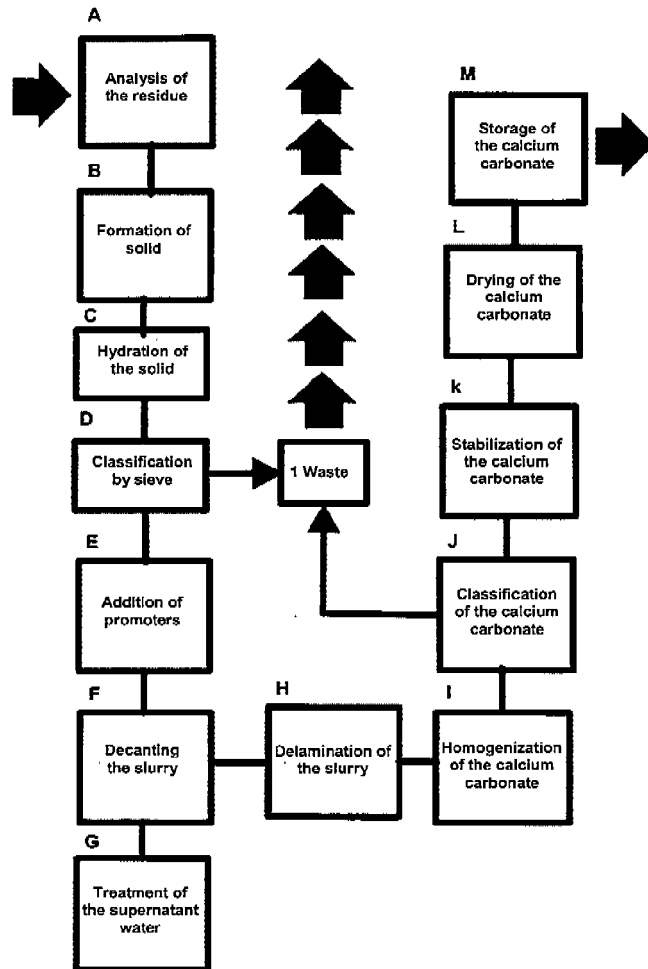 A
Analysis of
the residue
B
Formation of
solid
C
Hydration of
the solid
D
Classification
by sieve
1 Waste
E
Addition of
promoters
F
Decanting
the slurry
G
Treatment of
the supernatant
water
H
Delamination of
the slurry
I
Homogenization
of the calcium
carbonate
J
Classification
of the calcium
carbonate
k
Stabilization of
the calcium
carbonate
L
Drying of the
calcium
carbonate
M
Storage of
the calcium
carbonate